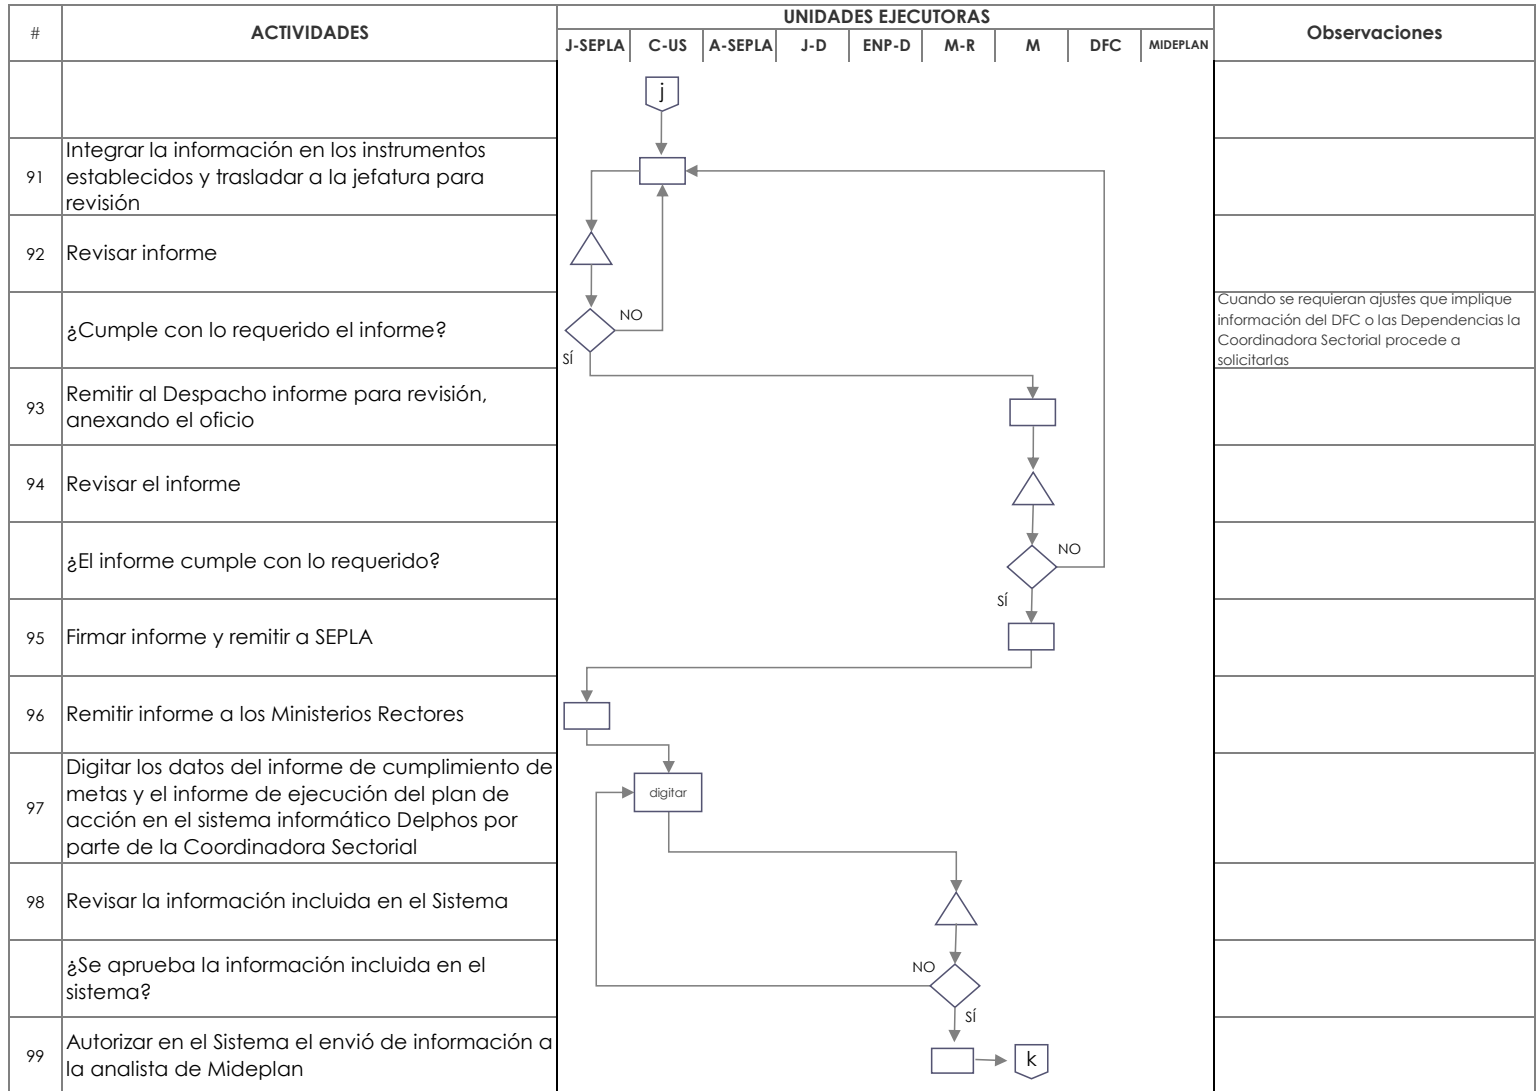 #
ACTIVIDADES
UNIDADES EJECUTORAS
Observaciones
J-SEPLA
C-US
A-SEPLA
J-D
ENP-D
M-R
M
DFC
MIDEPLAN
j
91
Integrar la información en los instrumentos
establecidos y trasladar a la jefatura para
revisión
92
Revisar informe
¿Cumple con lo requerido el informe?
NO
SÍ
Cuando se requieran ajustes que implique
información del DFC o las Dependencias la
Coordinadora Sectorial procede a
solicitarlas
93
Remitir al Despacho informe para revisión,
anexando el oficio
94
Revisar el informe
¿El informe cumple con lo requerido?
NO
SÍ
95
Firmar informe y remitir a SEPLA
96
Remitir informe a los Ministerios Rectores
97
Digitar los datos del informe de cumplimiento de
metas y el informe de ejecución del plan de
acción en el sistema informático Delphos por
parte de la Coordinadora Sectorial
digitar
98
Revisar la información incluida en el Sistema
¿Se aprueba la información incluida en el
sistema?
NO
SÍ
99
Autorizar en el Sistema el envió de información a
la analista de Mideplan
k